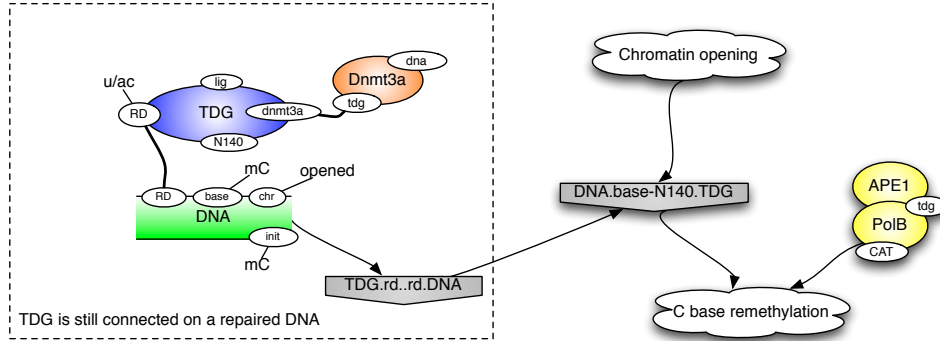 Chromatin opening
dna
Dnmt3a
tdg
u/ac
lig
RD
TDG
dnmt3a
N140
mC
opened
RD
base
chr
DNA
init
mC
DNA.base-N140.TDG
APE1
tdg
PolB
CAT
TDG.rd..rd.DNA
C base remethylation
TDG is still connected on a repaired DNA